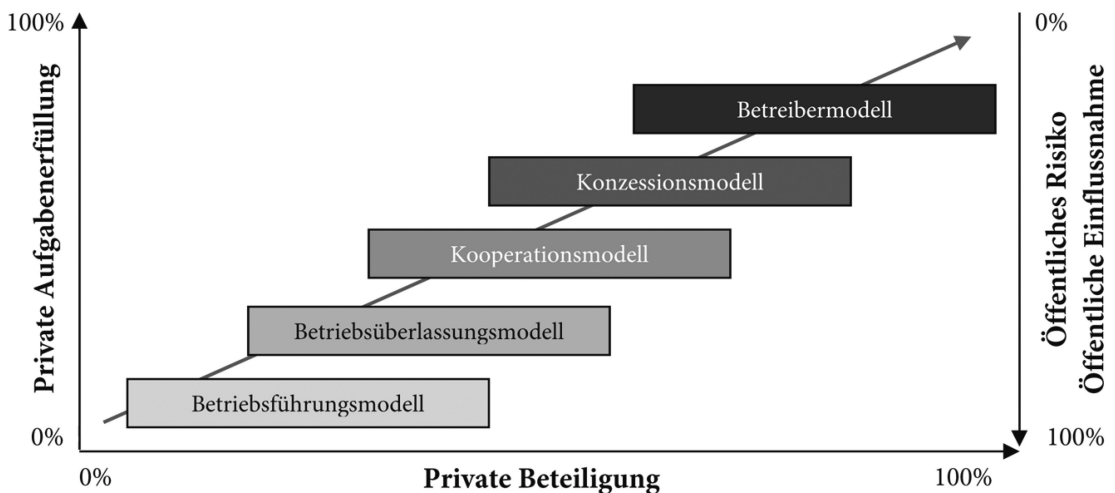 100%
0%
Private Aufgabenerfüllung
Betreibermodell
Konzessionsmodell
Kooperationsmodell
Betriebsüberlassungsmodell
Betriebsführungsmodell
Öffentliches Risiko
Öffentliche Einflussnahme
0%
100%
0%
Private Beteiligung
100%